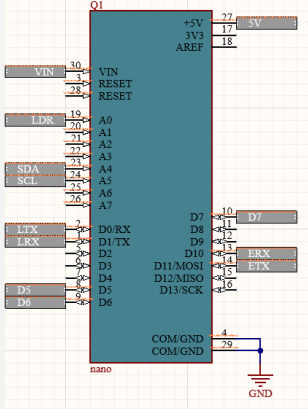 Q1
VIN 30 VIN
3 RESET
28 RESET
LDR 19 A0
20 A1
21 A2
22 A3
SDA 23 A4
SCL 24 A5
25 A6
26 A7
LTX 2 D0/RX
LRX 1 D1/TX
5 D2
6 D3
7 D4
D5 8 D5
D6 9 D6
+5V 27 5V
3V3 17
AREF 18
D7 10 D7
D8 11
D9 12
D10 13 ERX
D11/MOSI 14 ETX
D12/MISO 15
D13/SCK 16
COM/GND 4
COM/GND 29
nano
GND